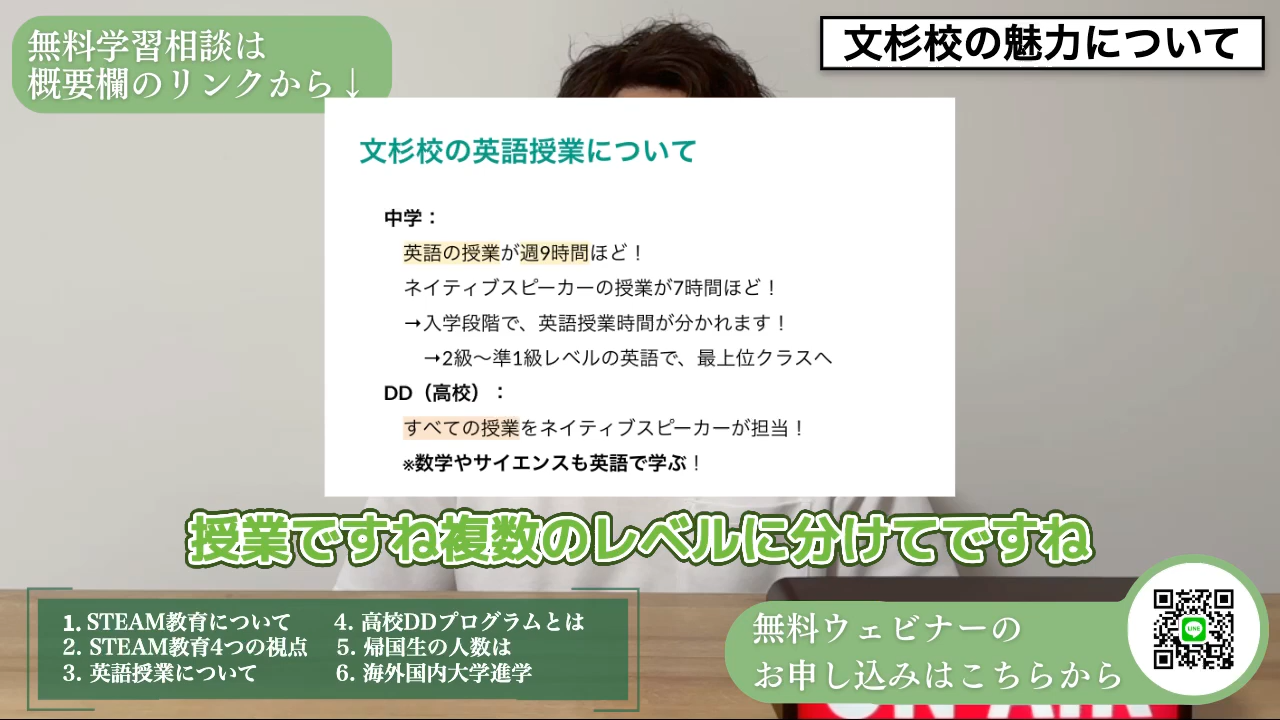 無料学習相談は
概要欄のリンクから↓
文杉校の魅力について
文杉校の英語授業について
中学：
英語の授業が週9時間ほど！
ネイティブスピーカーの授業が7時間ほど！
→入学段階で、英語授業時間が分かれます！
→2級〜準1級レベルの英語で、最上位クラスへ
DD（高校）：
すべての授業をネイティブスピーカーが担当！
※数学やサイエンスも英語で学ぶ！
授業ですね複数のレベルに分けてですね
1. STEAM教育について
2. STEAM教育4つの視点
3. 英語授業について
4. 高校DDプログラムとは
5. 帰国生の人数は
6. 海外国内大学進学
無料ウェビナーの
お申し込みはこちらから
LINE
ON AIR